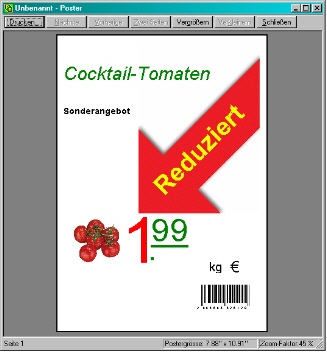 Unbenannt - Poster
Drucken... Nächste Vorherige Zwei Seiten Vergrößern Verkleinern Schließen
Cocktail-Tomaten
Sonderangebot
Reduziert
1.99
kg €
Seite 1 Postergrösse: 7.88" x 10.91" Zoom-Faktor 45 %